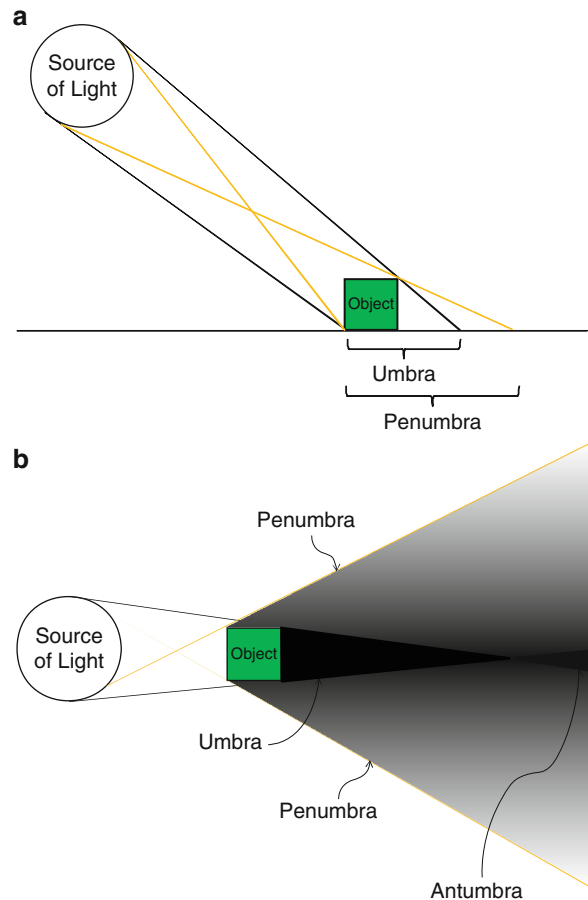 a
Source
of Light
Object
Umbra
Penumbra
b
Penumbra
Source
of Light
Object
Umbra
Penumbra
Antumbra